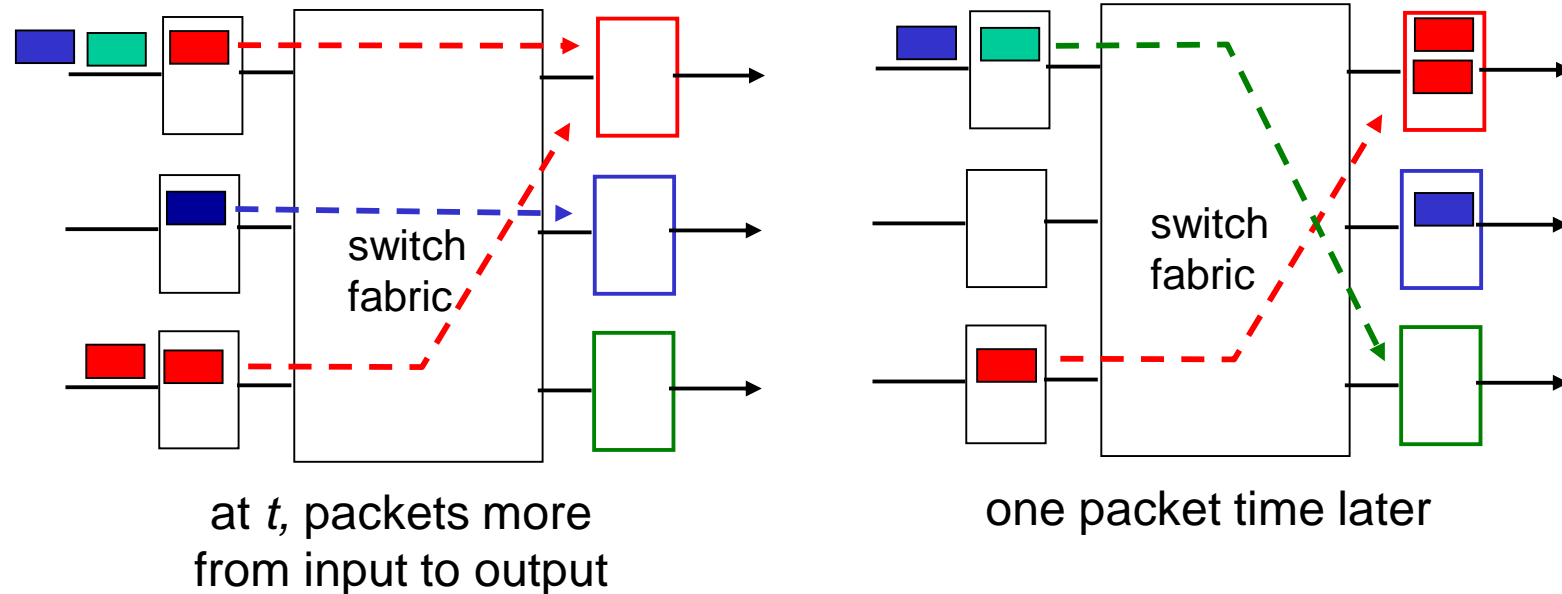 switch
fabric
at t, packets more
from input to output
switch
fabric
one packet time later